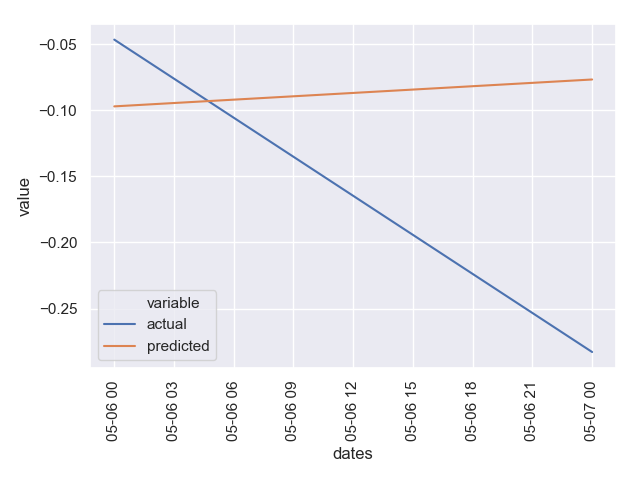 −0.05
−0.10
−0.15
−0.20
−0.25
value
variable
actual
predicted
05-06 00
05-06 03
05-06 06
05-06 09
05-06 12
05-06 15
05-06 18
05-06 21
05-07 00
dates